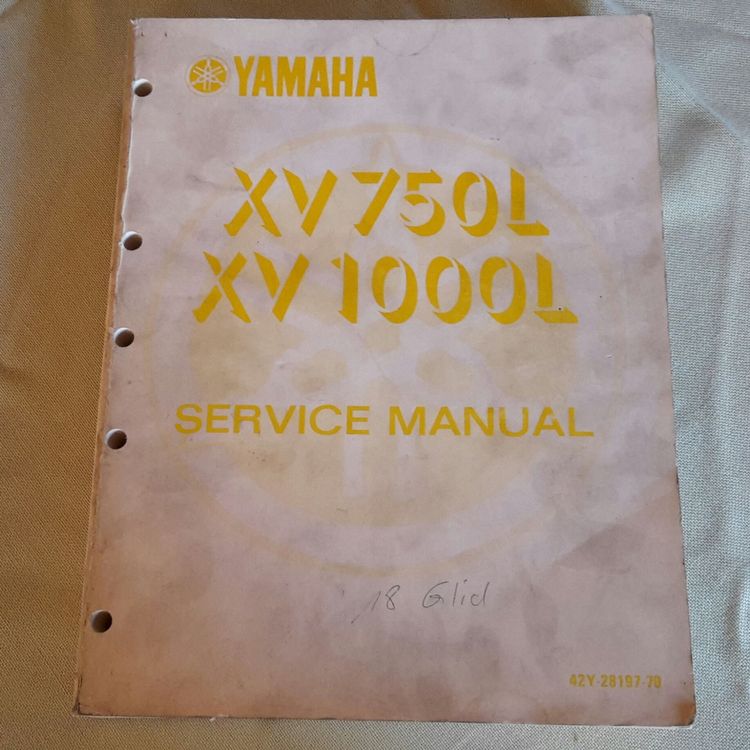 YAMAHA
XV750L
XV1000L
SERVICE MANUAL
18 Glid
42Y-28197-70